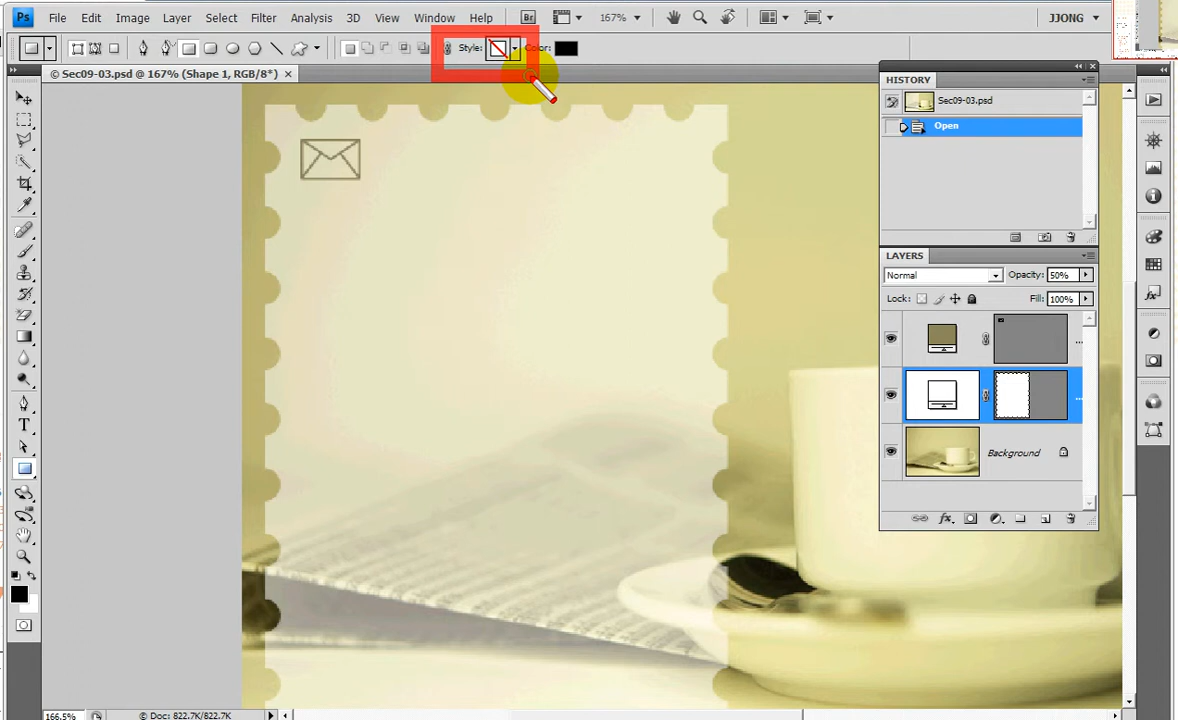 Ps File Edit Image Layer Select Filter Analysis 3D View Window Help Br 167% JJONG
Style: Color:
© Sec09-03.psd @ 167% (Shape 1, RGB/8*) ×
HISTORY
Sec09-03.psd
Open
LAYERS
Normal Opacity: 50%
Lock: Fill: 100%
...
...
Background
fx.
T
166.5% Doc: 822.7K/822.7K